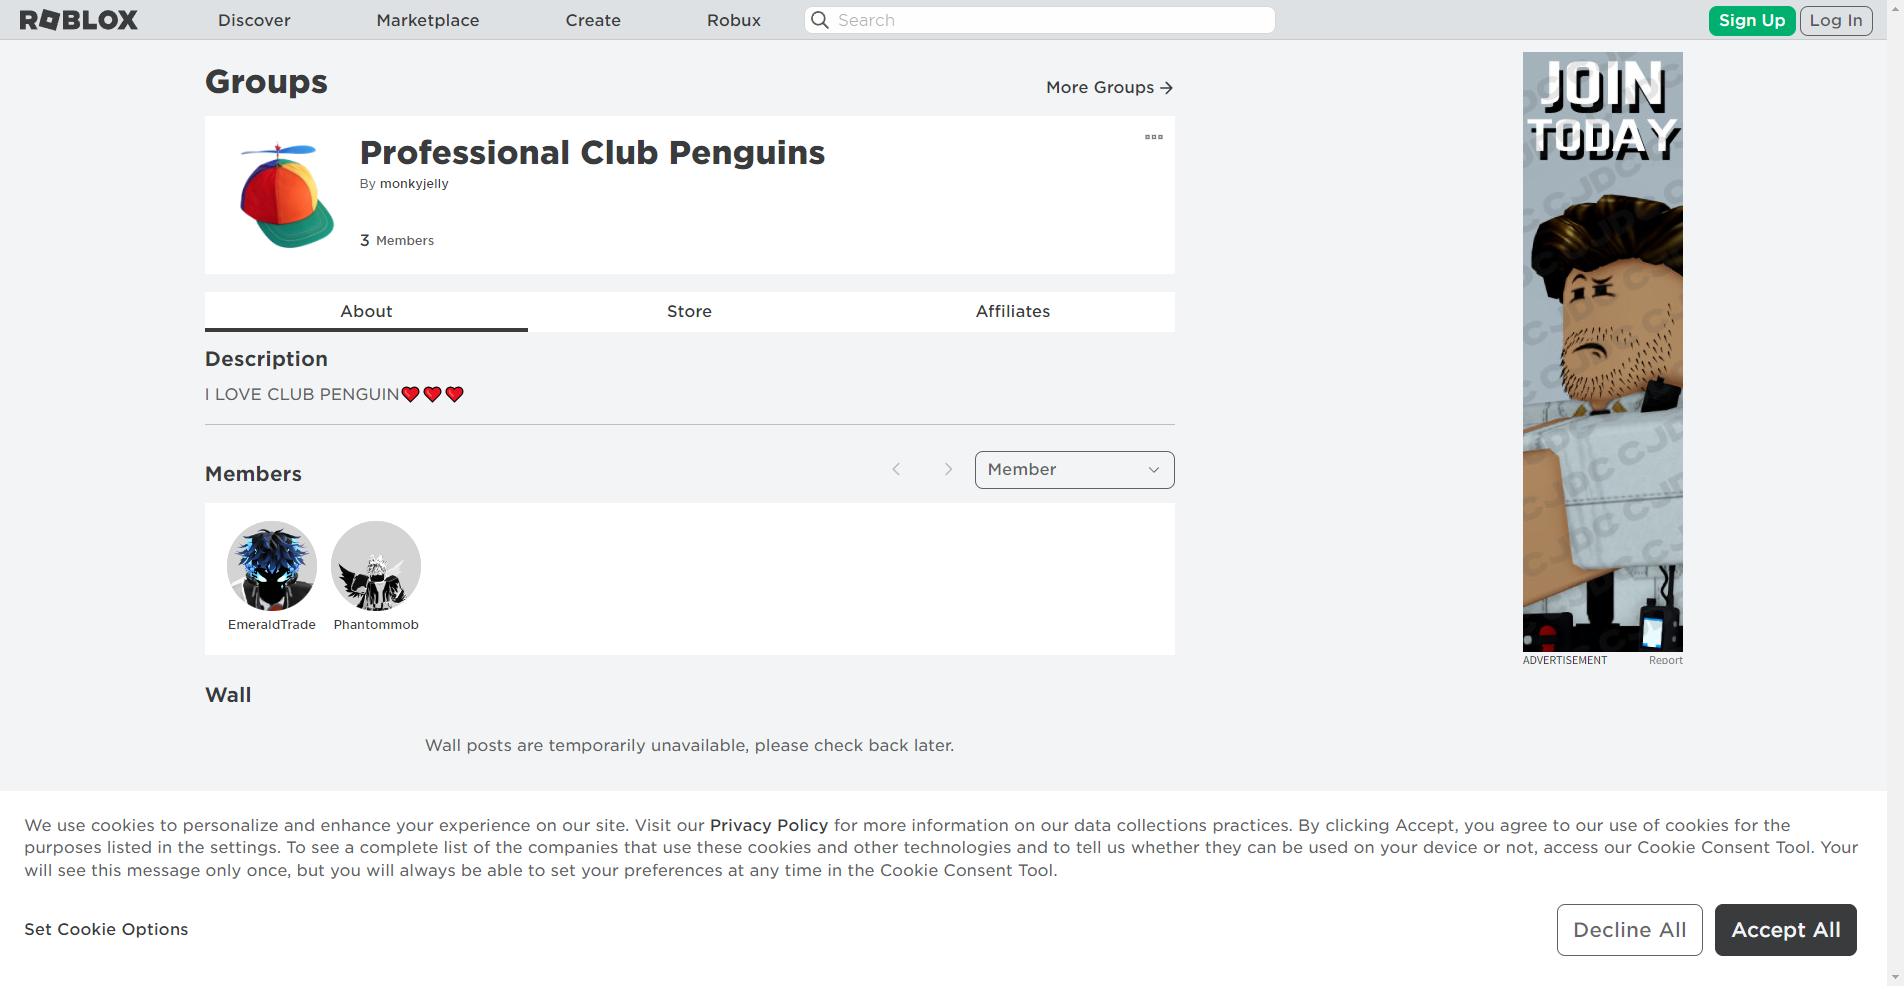 ROBLOX
Discover
Marketplace
Create
Robux
Search
Sign Up
Log In
Groups
More Groups
Professional Club Penguins
By monkyjelly
3 Members
About
Store
Affiliates
Description
I LOVE CLUB PENGUIN❤❤❤
Members
Member
EmeraldTrade
Phantommob
Wall
Wall posts are temporarily unavailable, please check back later.
JOIN
TODAY
CJDC
ADVERTISEMENT
Report
We use cookies to personalize and enhance your experience on our site. Visit our Privacy Policy for more information on our data collections practices. By clicking Accept, you agree to our use of cookies for the
purposes listed in the settings. To see a complete list of the companies that use these cookies and other technologies and to tell us whether they can be used on your device or not, access our Cookie Consent Tool. Your
will see this message only once, but you will always be able to set your preferences at any time in the Cookie Consent Tool.
Set Cookie Options
Decline All
Accept All